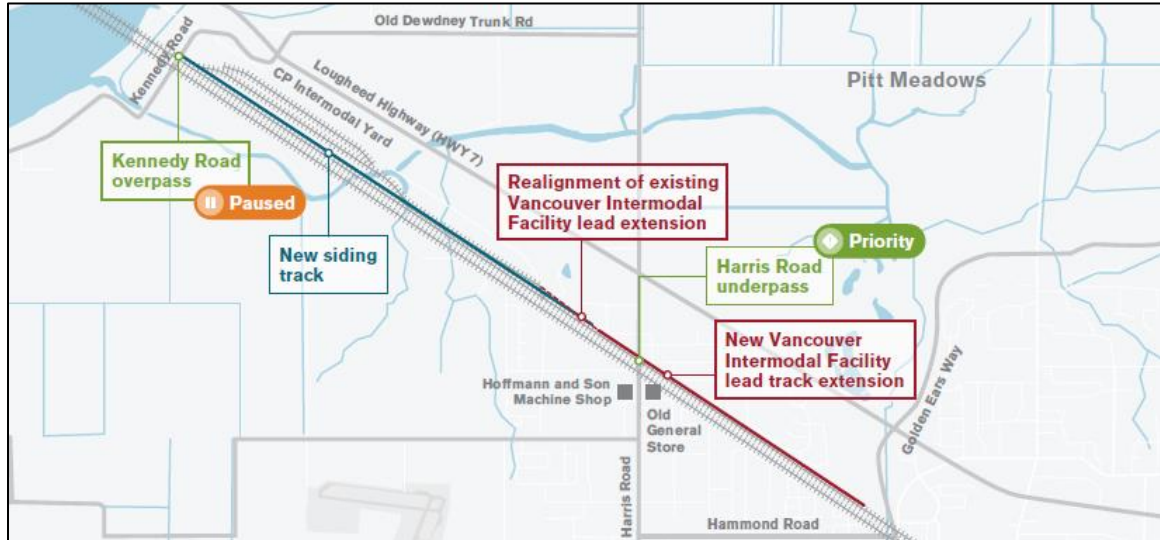 Old Dewdney Trunk Rd
Kennedy Road
Lougheed Highway (HWY 7)
CP Intermodal Yard
Pitt Meadows
Kennedy Road
overpass
Paused
Realignment of existing
Vancouver Intermodal
Facility lead extension
Priority
New siding
track
Harris Road
underpass
New Vancouver
Intermodal Facility
lead track extension
Golden Ears Way
Hoffmann and Son
Machine Shop
Old
General
Store
Harris Road
Hammond Road